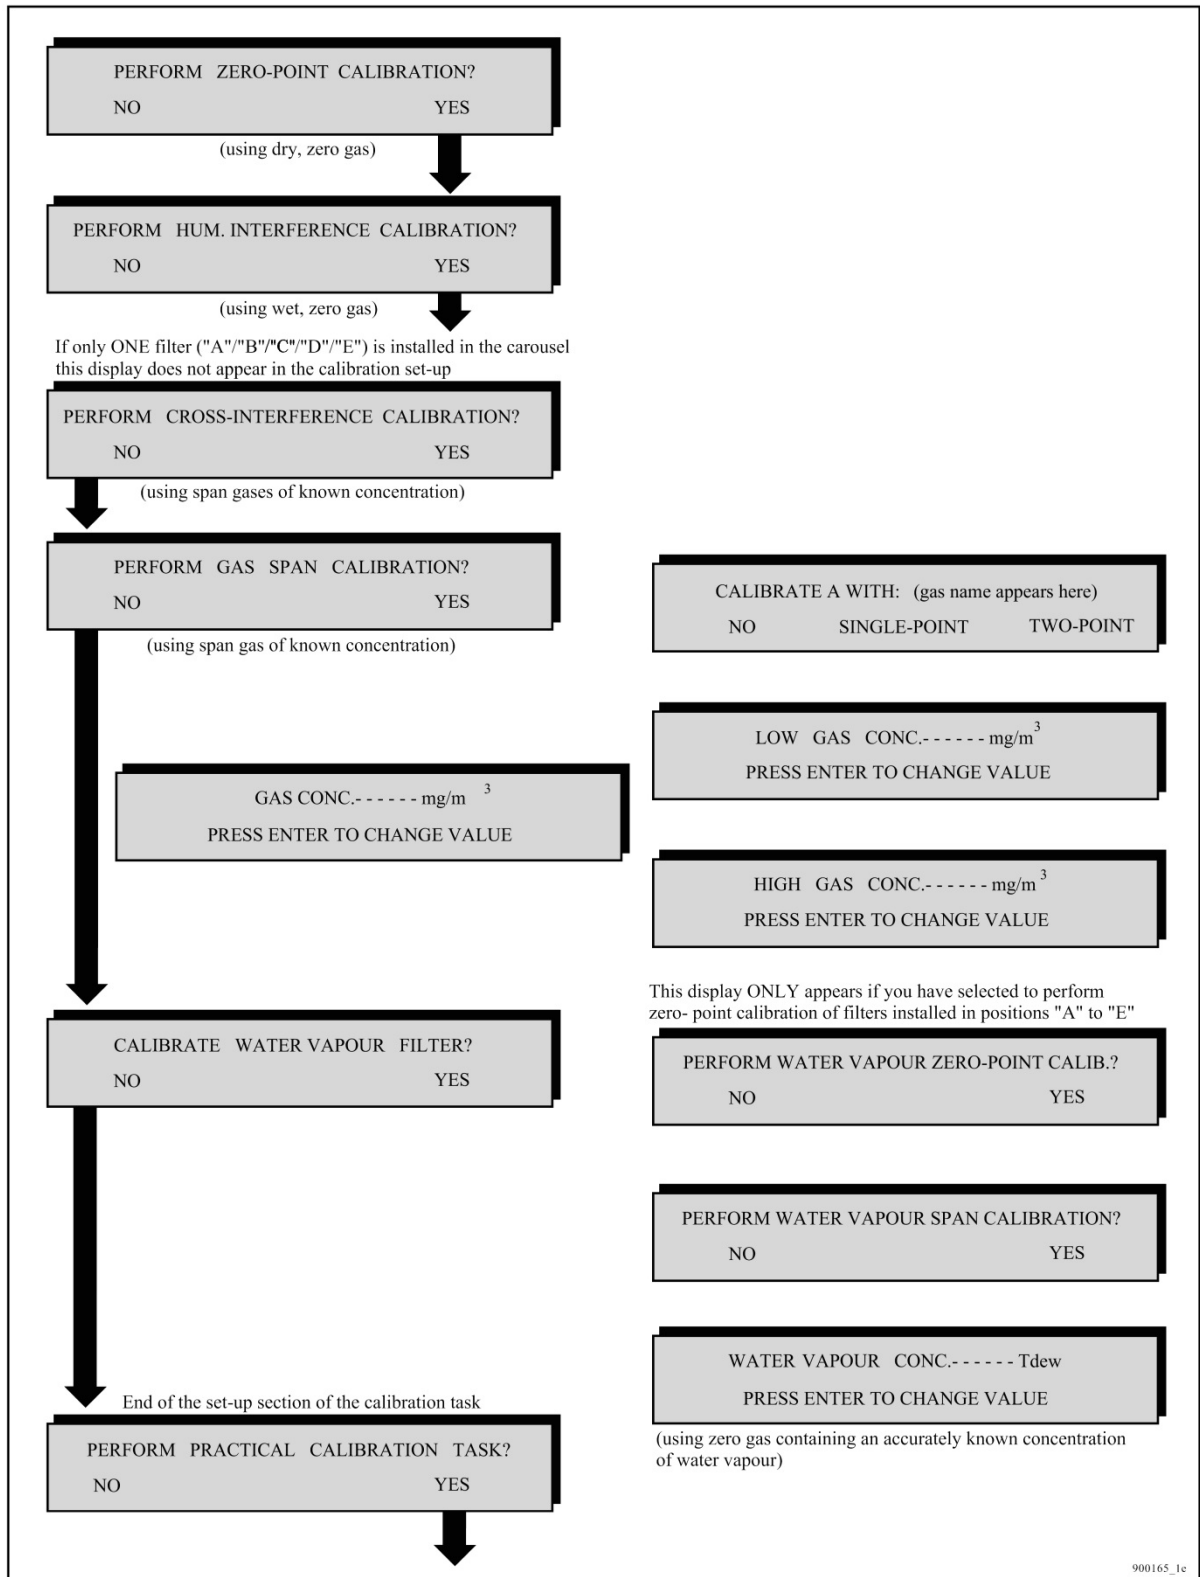 PERFORM ZERO-POINT CALIBRATION?
NO YES
(using dry, zero gas)
PERFORM HUM. INTERFERENCE CALIBRATION?
NO YES
(using wet, zero gas)
If only ONE filter ("A"/"B"/"C"/"D"/"E") is installed in the carousel
this display does not appear in the calibration set-up
PERFORM CROSS-INTERFERENCE CALIBRATION?
NO YES
(using span gases of known concentration)
PERFORM GAS SPAN CALIBRATION?
NO YES
(using span gas of known concentration)
CALIBRATE A WITH: (gas name appears here)
NO SINGLE-POINT TWO-POINT
LOW GAS CONC.- - - - - - mg/m³
PRESS ENTER TO CHANGE VALUE
GAS CONC.- - - - - - mg/m ³
PRESS ENTER TO CHANGE VALUE
HIGH GAS CONC.- - - - - - mg/m³
PRESS ENTER TO CHANGE VALUE
This display ONLY appears if you have selected to perform
zero- point calibration of filters installed in positions "A" to "E"
CALIBRATE WATER VAPOUR FILTER?
NO YES
PERFORM WATER VAPOUR ZERO-POINT CALIB.?
NO YES
PERFORM WATER VAPOUR SPAN CALIBRATION?
NO YES
WATER VAPOUR CONC.- - - - - - Tdew
PRESS ENTER TO CHANGE VALUE
(using zero gas containing an accurately known concentration
of water vapour)
End of the set-up section of the calibration task
PERFORM PRACTICAL CALIBRATION TASK?
NO YES
900165_1e